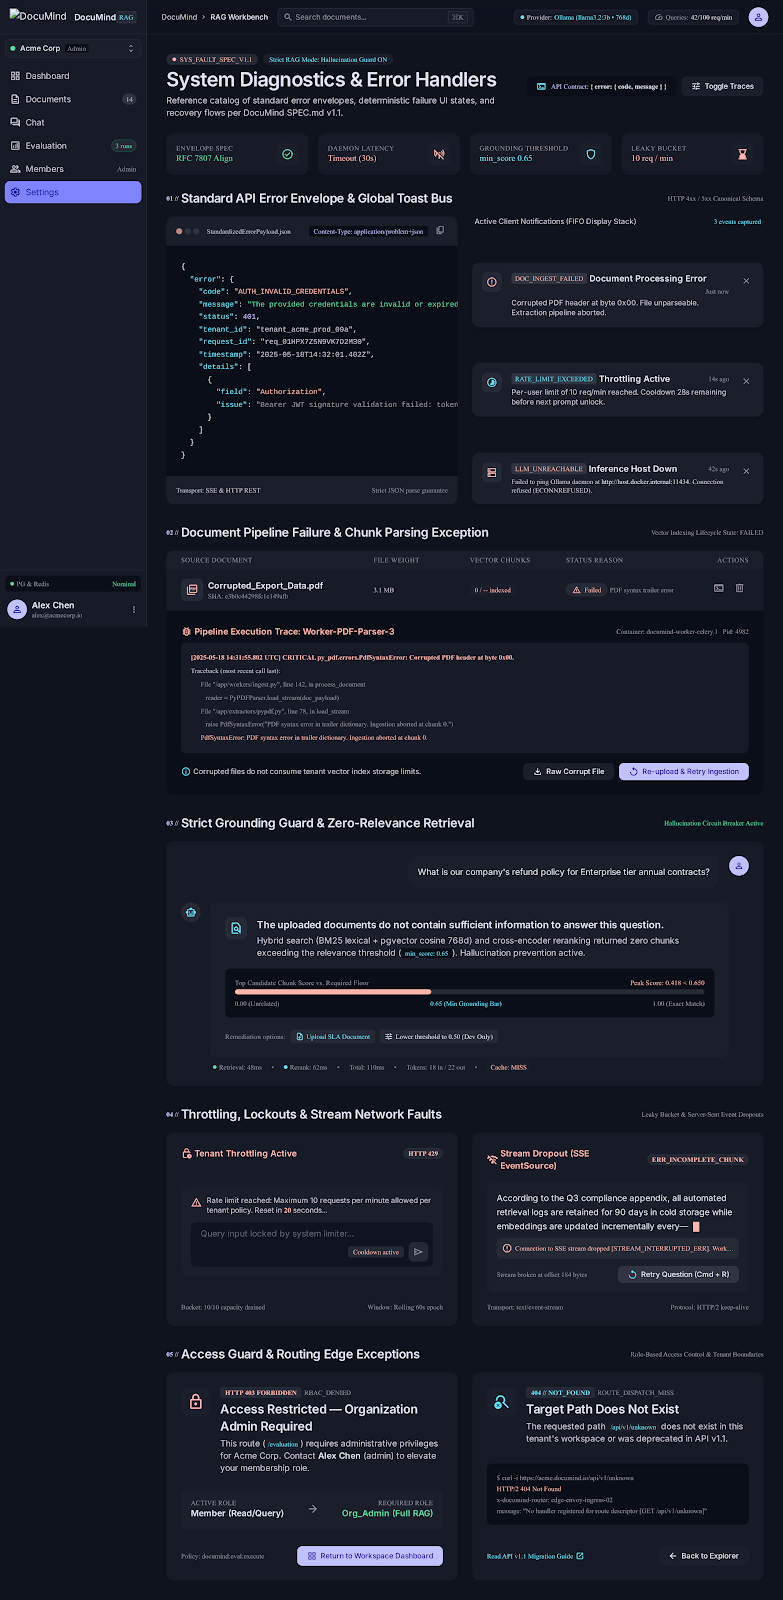 DocuMind
DocuMind RAG
Acme Corp Admin
Dashboard
Documents 14
Chat
Evaluation 3 runs
Members Admin
Settings
PG & Redis Nominal
Alex Chen
alex@acmecorp.io
DocuMind › RAG Workbench
Search documents... ⌘K
Provider: Ollama (llama3.2:3b • 768d)
Queries: 42/100 req/min
SYS_FAULT_SPEC_V1.1
Strict RAG Mode: Hallucination Guard ON
System Diagnostics & Error Handlers
Reference catalog of standard error envelopes, deterministic failure UI states, and
recovery flows per DocuMind SPEC.md v1.1.
API Contract: { error: { code, message } }
Toggle Traces
ENVELOPE SPEC
RFC 7807 Align
DAEMON LATENCY
Timeout (30s)
GROUNDING THRESHOLD
min_score 0.65
LEAKY BUCKET
10 req / min
01 // Standard API Error Envelope & Global Toast Bus
HTTP 4xx / 5xx Canonical Schema
StandardizedErrorPayload.json
Content-Type: application/problem+json
{
"error": {
"code": "AUTH_INVALID_CREDENTIALS",
"message": "The provided credentials are invalid or expired
"status": 401,
"tenant_id": "tenant_acme_prod_09a",
"request_id": "req_01HPX7Z5N9VK7D2M30",
"timestamp": "2025-05-18T14:32:01.402Z",
"details": [
{
"field": "Authorization",
"issue": "Bearer JWT signature validation failed: token
}
]
}
}
Transport: SSE & HTTP REST
Strict JSON parse guarantee
Active Client Notifications (FIFO Display Stack)
3 events captured
DOC_INGEST_FAILED Document Processing Error
Just now
Corrupted PDF header at byte 0x00. File unparseable.
Extraction pipeline aborted.
RATE_LIMIT_EXCEEDED Throttling Active
14s ago
Per-user limit of 10 req/min reached. Cooldown 28s remaining
before next prompt unlock.
LLM_UNREACHABLE Inference Host Down
42s ago
Failed to ping Ollama daemon at http://host.docker.internal:11434. Connection
refused (ECONNREFUSED).
02 // Document Pipeline Failure & Chunk Parsing Exception
Vector Indexing Lifecycle State: FAILED
SOURCE DOCUMENT FILE WEIGHT VECTOR CHUNKS STATUS REASON ACTIONS
Corrupted_Export_Data.pdf
SHA: e3b0c44298fc1c149afb
3.1 MB
0 / -- indexed
Failed
PDF syntax trailer error
Pipeline Execution Trace: Worker-PDF-Parser-3
Container: documind-worker-celery.1 Pid: 4982
[2025-05-18 14:31:55.802 UTC] CRITICAL py_pdf.errors.PdfSyntaxError: Corrupted PDF header at byte 0x00.
Traceback (most recent call last):
File "/app/workers/ingest.py", line 142, in process_document
reader = PyPDFParser.load_stream(doc_payload)
File "/app/extractors/pypdf.py", line 78, in load_stream
raise PdfSyntaxError("PDF syntax error in trailer dictionary. Ingestion aborted at chunk 0.")
PdfSyntaxError: PDF syntax error in trailer dictionary. Ingestion aborted at chunk 0.
Corrupted files do not consume tenant vector index storage limits.
Raw Corrupt File
Re-upload & Retry Ingestion
03 // Strict Grounding Guard & Zero-Relevance Retrieval
Hallucination Circuit Breaker Active
What is our company's refund policy for Enterprise tier annual contracts?
The uploaded documents do not contain sufficient information to answer this question.
Hybrid search (BM25 lexical + pgvector cosine 768d) and cross-encoder reranking returned zero chunks
exceeding the relevance threshold ( min_score: 0.65 ). Hallucination prevention active.
Top Candidate Chunk Score vs. Required Floor
Peak Score: 0.418 < 0.650
0.00 (Unrelated) 0.65 (Min Grounding Bar) 1.00 (Exact Match)
Remediation options: Upload SLA Document Lower threshold to 0.50 (Dev Only)
Retrieval: 48ms • Rerank: 62ms • Total: 110ms • Tokens: 18 in / 22 out • Cache: MISS
04 // Throttling, Lockouts & Stream Network Faults
Leaky Bucket & Server-Sent Event Dropouts
Tenant Throttling Active
HTTP 429
Rate limit reached: Maximum 10 requests per minute allowed per
tenant policy. Reset in 20 seconds...
Query input locked by system limiter...
Cooldown active
Bucket: 10/10 capacity drained
Window: Rolling 60s epoch
Stream Dropout (SSE
EventSource)
ERR_INCOMPLETE_CHUNK
According to the Q3 compliance appendix, all automated
retrieval logs are retained for 90 days in cold storage while
embeddings are updated incrementally every—
Connection to SSE stream dropped [STREAM_INTERRUPTED_ERR]. Work...
Stream broken at offset 184 bytes
Retry Question (Cmd + R)
Transport: text/event-stream
Protocol: HTTP/2 keep-alive
05 // Access Guard & Routing Edge Exceptions
Role-Based Access Control & Tenant Boundaries
HTTP 403 FORBIDDEN RBAC_DENIED
Access Restricted — Organization
Admin Required
This route ( /evaluation ) requires administrative privileges
for Acme Corp. Contact Alex Chen (admin) to elevate
your membership role.
ACTIVE ROLE
Member (Read/Query)
REQUIRED ROLE
Org_Admin (Full RAG)
Policy: documind:eval:execute
Return to Workspace Dashboard
404 // NOT_FOUND ROUTE_DISPATCH_MISS
Target Path Does Not Exist
The requested path /api/v1/unknown does not exist in this
tenant's workspace or was deprecated in API v1.1.
$ curl -i https://acme.documind.io/api/v1/unknown
HTTP/2 404 Not Found
x-documind-router: edge-envoy-ingress-02
message: "No handler registered for route descriptor [GET /api/v1/unknown]"
Read API v1.1 Migration Guide
Back to Explorer